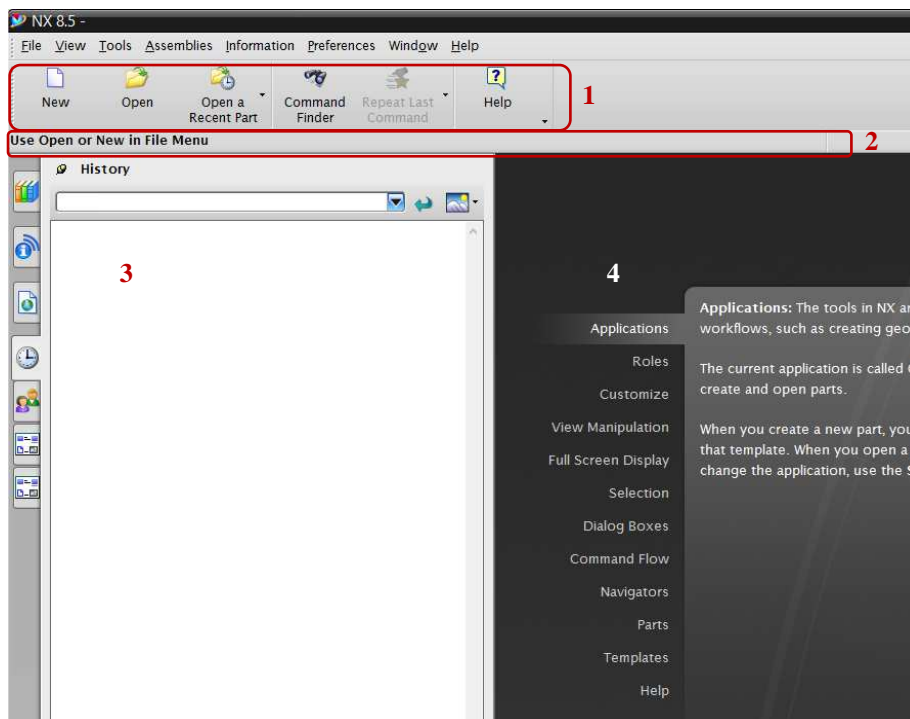 NX 8.5 -
File View Tools Assemblies Information Preferences Window Help
New Open Open a Recent Part Command Finder Repeat Last Command Help
1
Use Open or New in File Menu
2
History
3
4
Applications
Roles
Customize
View Manipulation
Full Screen Display
Selection
Dialog Boxes
Command Flow
Navigators
Parts
Templates
Help
Applications: The tools in NX ar
workflows, such as creating geo
The current application is called
create and open parts.
When you create a new part, you
that template. When you open a
change the application, use the S